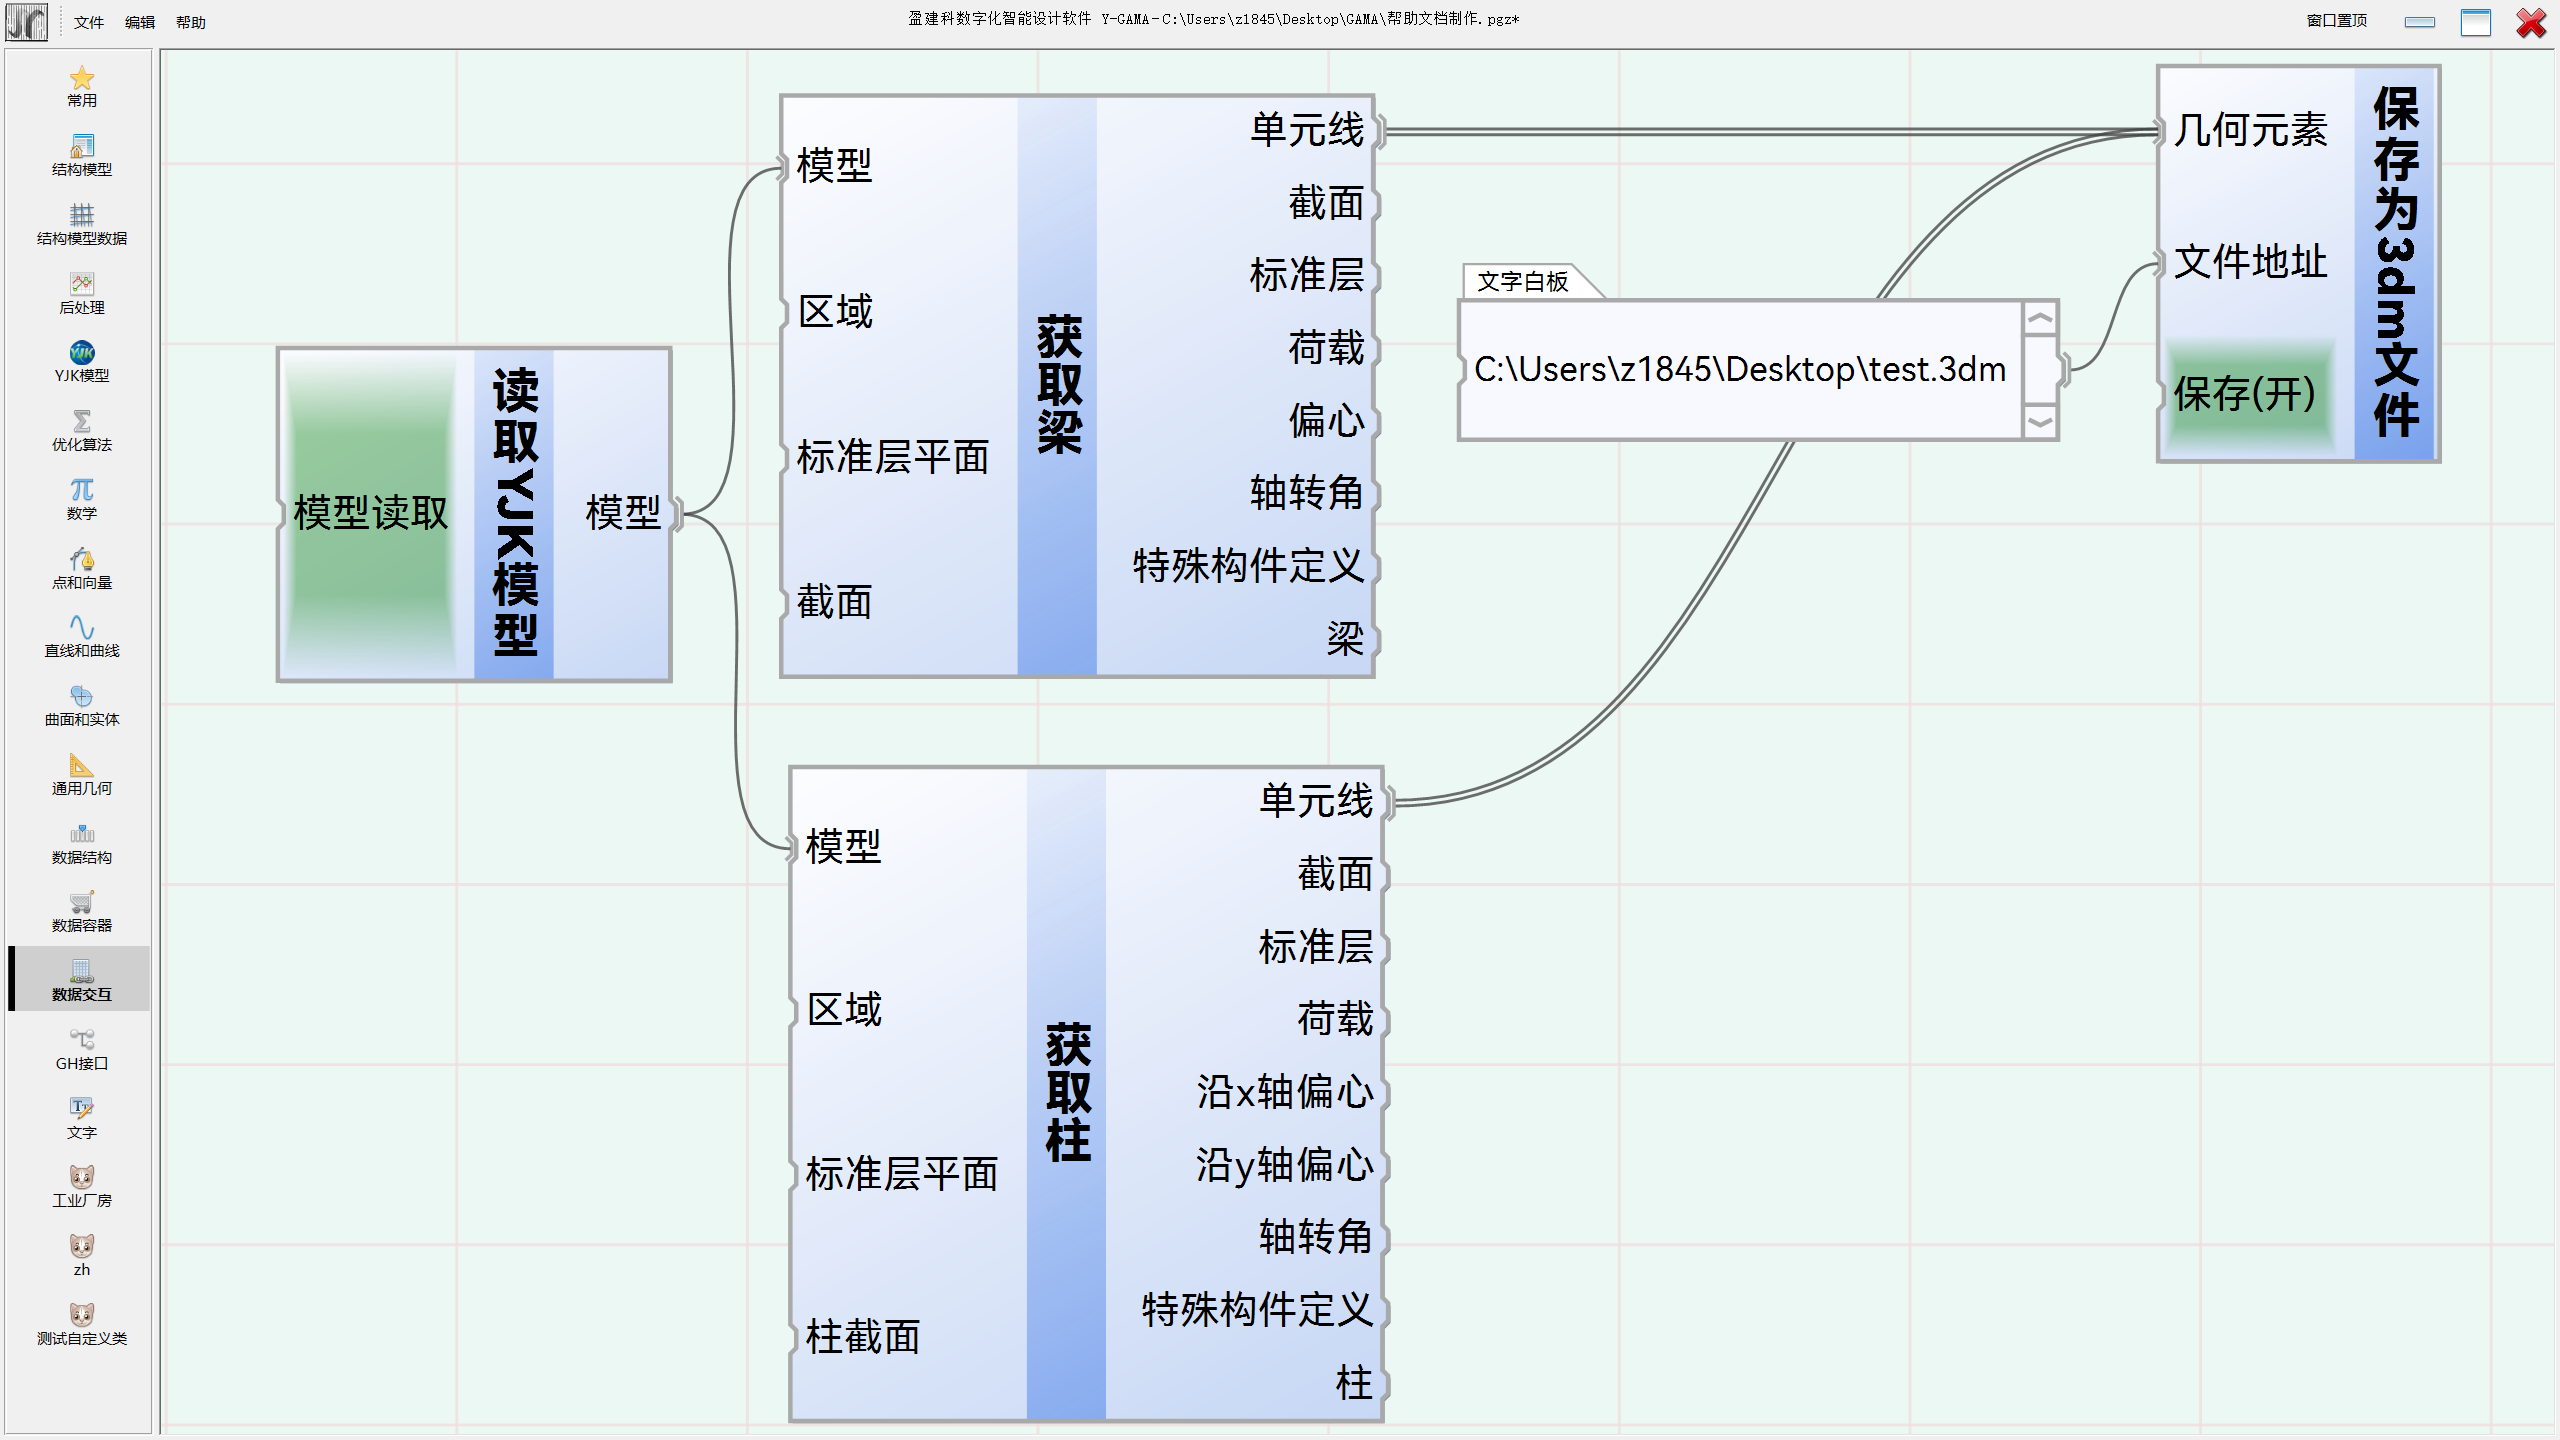 文件 编辑 帮助
盈建科数字化智能设计软件 Y-GAMA-C:\Users\z1845\Desktop\GAMA\帮助文档制作.pgz*
窗口置顶
常用
结构模型
结构模型数据
后处理
YJK模型
优化算法
数学
点和向量
直线和曲线
曲面和实体
通用几何
数据结构
数据容器
数据交互
GH接口
文字
工业厂房
zh
测试自定义类
模型读取
读取YJK模型
模型
模型
区域
标准层平面
截面
获取梁
单元线
截面
标准层
荷载
偏心
轴转角
特殊构件定义
梁
模型
区域
标准层平面
柱截面
获取柱
单元线
截面
标准层
荷载
沿x轴偏心
沿y轴偏心
轴转角
特殊构件定义
柱
文字白板
C:\Users\z1845\Desktop\test.3dm
几何元素
文件地址
保存(开)
保存为3dm文件